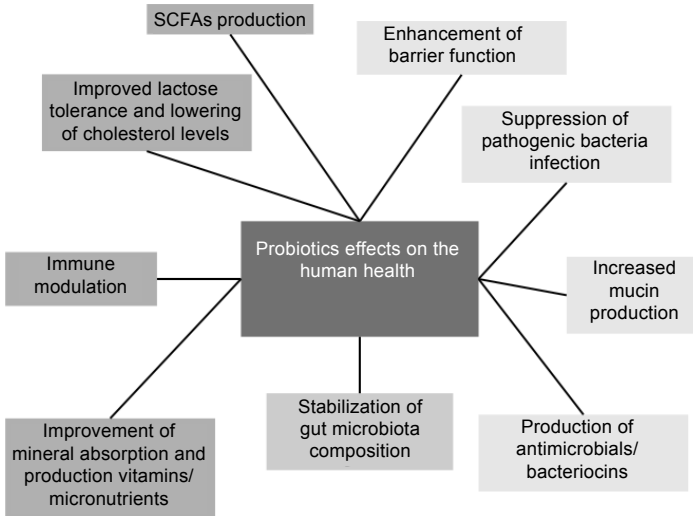 SCFAs production
Enhancement of
barrier function
Improved lactose
tolerance and lowering
of cholesterol levels
Suppression of
pathogenic bacteria
infection
Probiotics effects on the
human health
Immune
modulation
Increased
mucin
production
Stabilization of
gut microbiota
composition
Improvement of
mineral absorption and
production vitamins/
micronutrients
Production of
antimicrobials/
bacteriocins